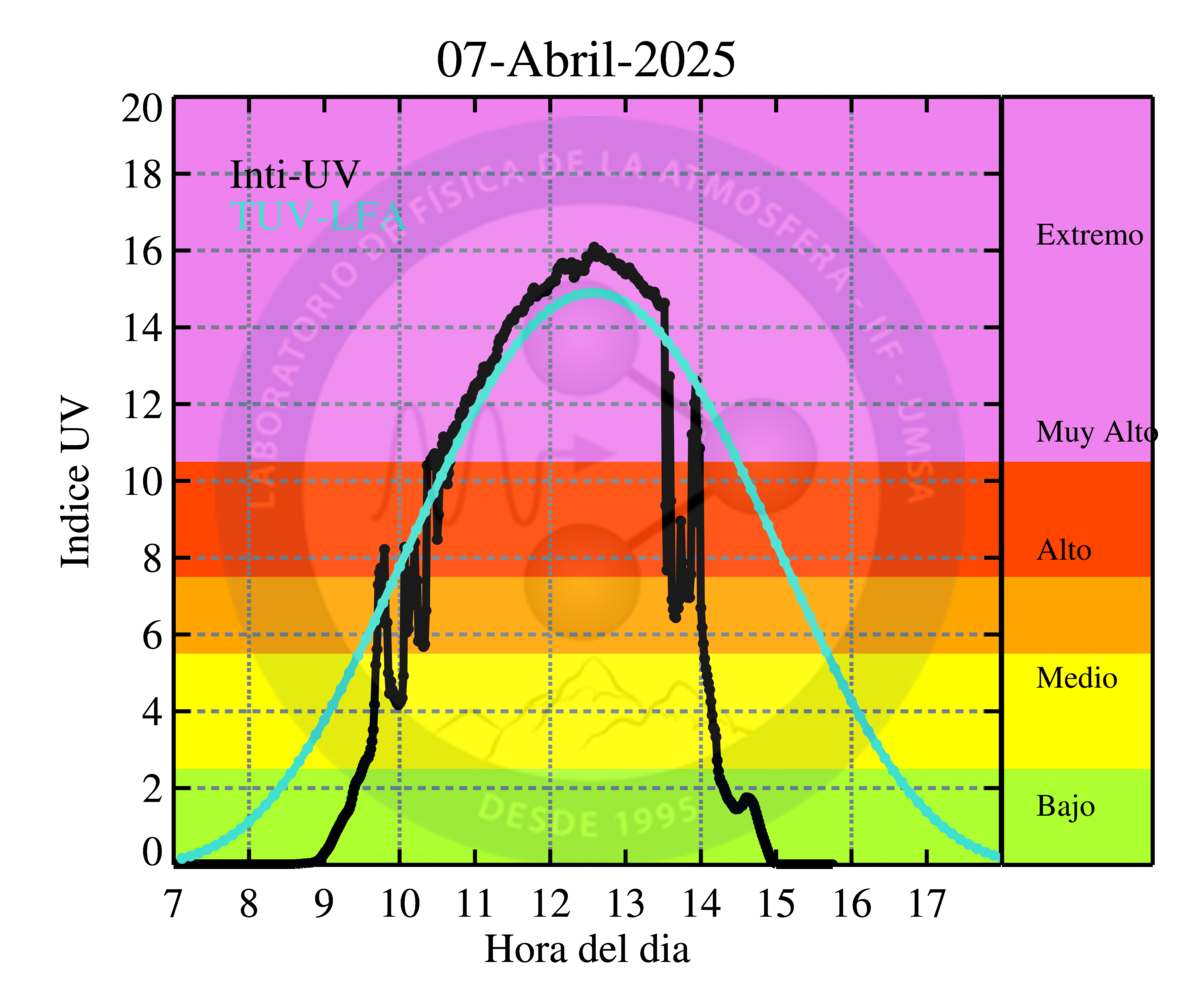 07-Abril-2025
Indice UV
20
18
16
14
12
10
8
6
4
2
0
Inti-UV
TUV-LFA
LABORATORIO DE FÍSICA DE LA ATMÓSFERA - IIF - UMSA
DESDE 1995
Extremo
Muy Alto
Alto
Medio
Bajo
7 8 9 10 11 12 13 14 15 16 17
Hora del dia